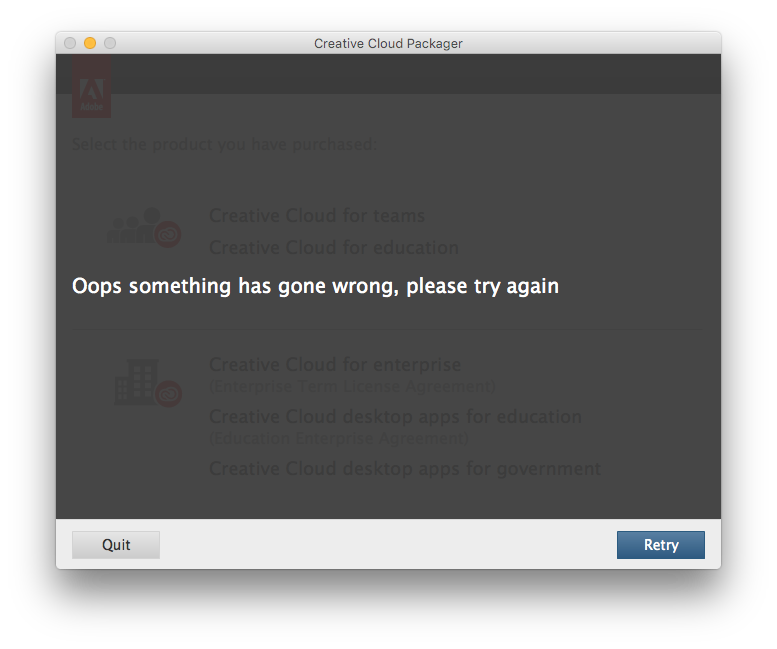 Creative Cloud Packager
Adobe
Select the product you have purchased:
Creative Cloud for teams
Creative Cloud for education
Oops something has gone wrong, please try again
Creative Cloud for enterprise
(Enterprise Term License Agreement)
Creative Cloud desktop apps for education
(Education Enterprise Agreement)
Creative Cloud desktop apps for government
Quit
Retry